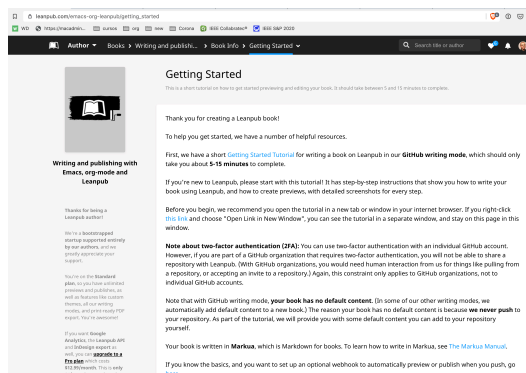 leanpub.com/emacs-org-leanpub/getting_started
WD https://macadmin... cursos org new Corona IEEE Collabratec® IEEE S&P 2020
Author Books Writing and publishi... Book Info Getting Started Search title or author
Getting Started
This is a short tutorial on how to get started previewing and editing your book. It should take between 5 and 15 minutes to complete.
Thank you for creating a Leanpub book!
To help you get started, we have a number of helpful resources.
First, we have a short Getting Started Tutorial for writing a book on Leanpub in our GitHub writing mode, which should only
take you about 5-15 minutes to complete.
If you're new to Leanpub, please start with this tutorial! It has step-by-step instructions that show you how to write your
book using Leanpub, and how to create previews, with detailed screenshots for every step.
Before you begin, we recommend you open the tutorial in a new tab or window in your internet browser. If you right-click
this link and choose "Open Link in New Window", you can see the tutorial in a separate window, and stay on this page in this
window.
Note about two-factor authentication (2FA): You can use two-factor authentication with an individual GitHub account.
However, if you are part of a GitHub organization that requires two-factor authentication, you will not be able to share a
repository with Leanpub. (With GitHub organizations, you would need human interaction from us for things like pulling from
a repository, or accepting an invite to a repository.) Again, this constraint only applies to GitHub organizations, not to
individual GitHub accounts.
Note that with GitHub writing mode, your book has no default content. (In some of our other writing modes, we
automatically add default content to a new book.) The reason your book has no default content is because we never push to
your repository. As part of the tutorial, we will provide you with some default content you can add to your repository
yourself.
Your book is written in Markua, which is Markdown for books. To learn how to write in Markua, see The Markua Manual.
If you know the basics, and you want to set up an optional webhook to automatically preview or publish when you push, go
Writing and publishing with
Emacs, org-mode and
Leanpub
Thanks for being a
Leanpub author!
We're a bootstrapped
startup supported entirely
by our authors, and we
greatly appreciate your
support.
You're on the Standard
plan, so you have unlimited
previews and publishes, as
well as features like custom
themes, all our writing
modes, and print-ready PDF
export. You're awesome!
If you want Google
Analytics, the Leanpub API
and InDesign export as
well, you can upgrade to a
Pro plan which costs
$12.99/month. This is only